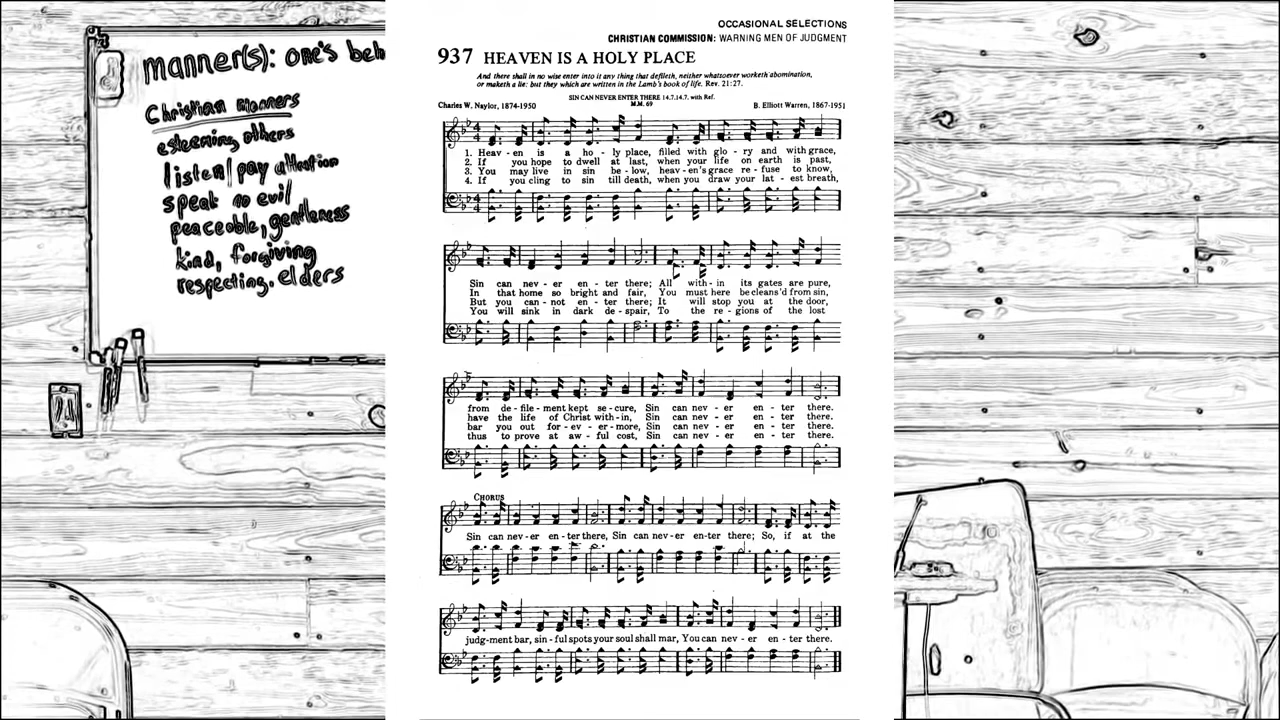 manner(s): one's beh
Christian manners
esteeming others
listen/pay attention
speak no evil
peaceable, gentleness
kind, forgiving
respecting. elders
OCCASIONAL SELECTIONS
CHRISTIAN COMMISSION: WARNING MEN OF JUDGMENT
937 HEAVEN IS A HOLY PLACE
And there shall in no wise enter into it any thing that defileth, neither whatsoever worketh abomination,
or maketh a lie: but they which are written in the Lamb's book of life. Rev. 21:27.
SIN CAN NEVER ENTER THERE 14.7.14.7. with Ref.
Charles W. Naylor, 1874-1950 M.M. 69 B. Elliott Warren, 1867-1951
1. Heav - en is a ho - ly place, filled with glo - ry and with grace,
2. If you hope to dwell at last, when your life on earth is past,
3. You may live in sin be - low, heav - en's grace re - fuse to know,
4. If you cling to sin till death, when you draw your lat - est breath,
Sin can nev - er en - ter there; All with - in its gates are pure,
In that home so bright and fair, You must here be cleans'd from sin,
But you can - not en - ter there; It will stop you at the door,
You will sink in dark de - spair, To the re - gions of the lost
from de - file - ment kept se - cure, Sin can nev - er en - ter there.
have the life of Christ with - in, Sin can nev - er en - ter there.
bar you out for - ev - er - more, Sin can nev - er en - ter there.
thus to prove at aw - ful cost, Sin can nev - er en - ter there.
CHORUS
Sin can nev - er en - ter there, Sin can nev - er en - ter there; So, if at the
judg - ment bar, sin - ful spots your soul shall mar, You can nev - er en - ter there.